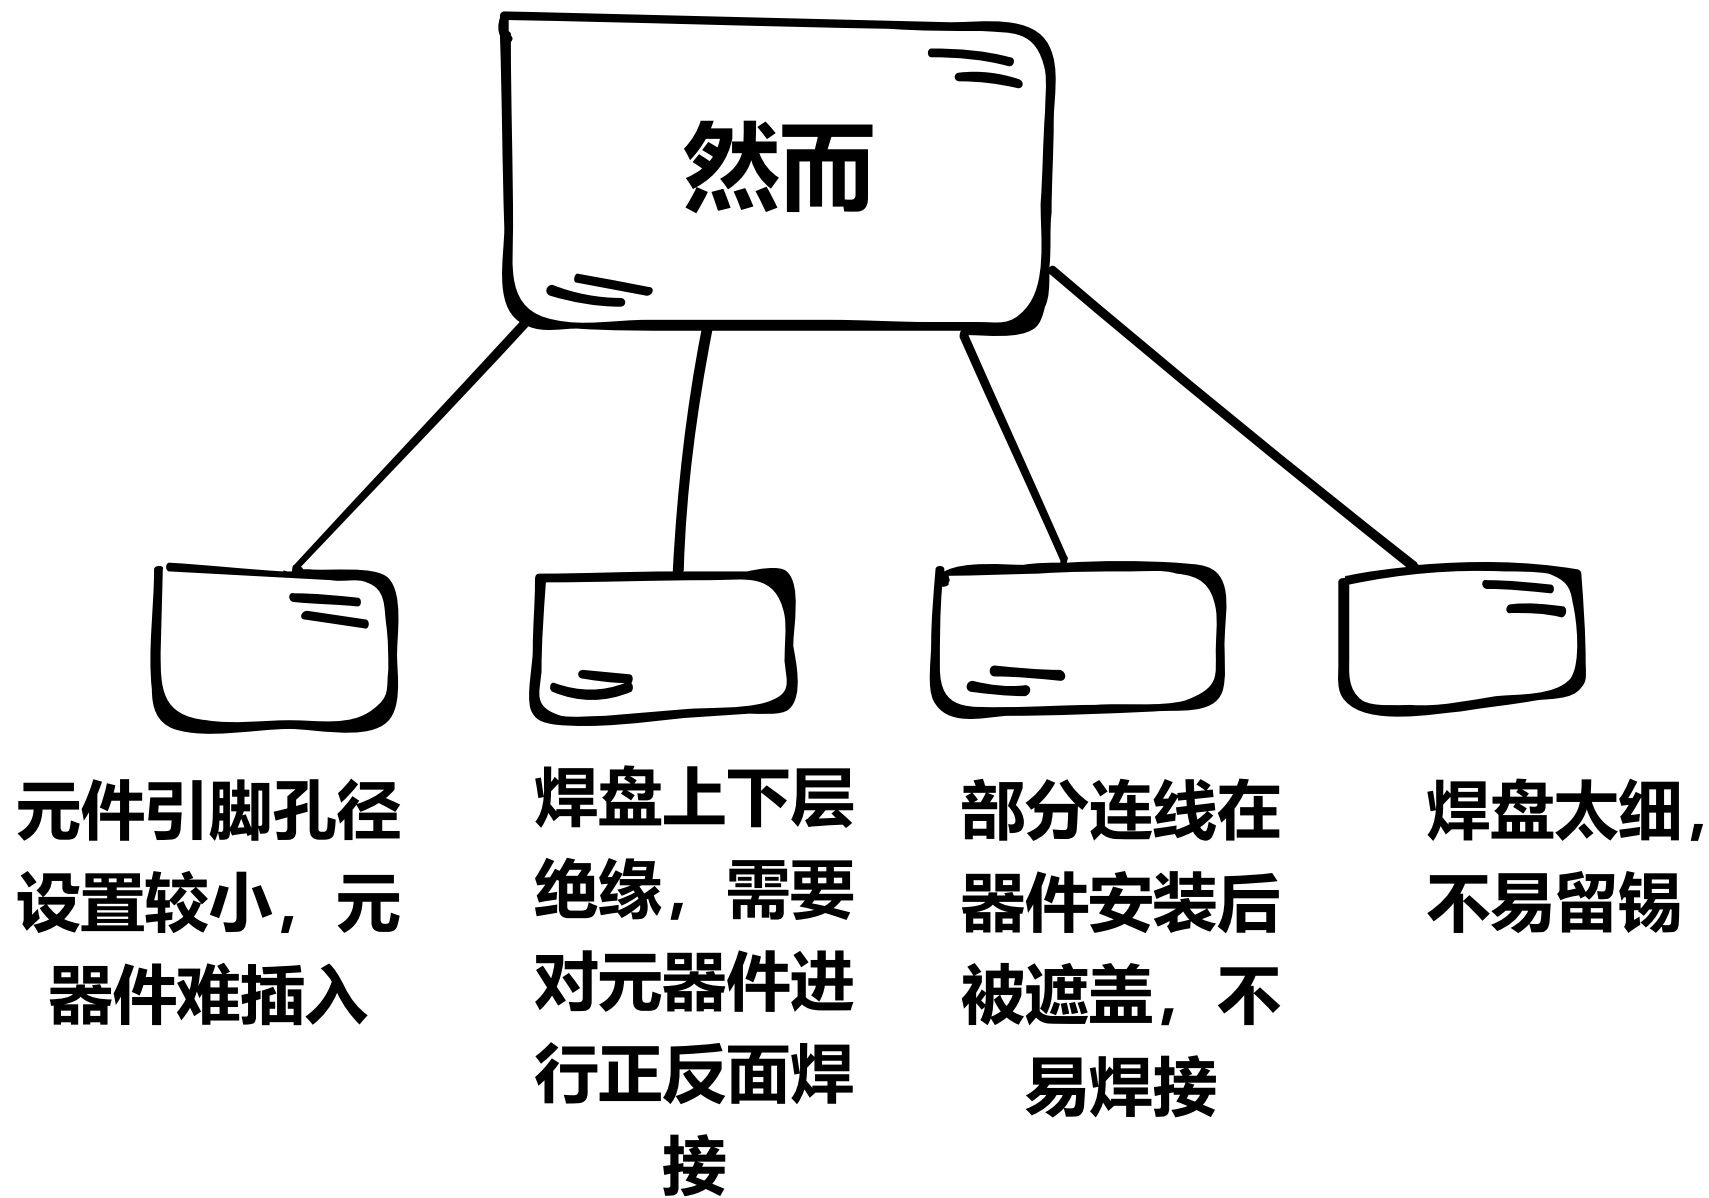 然而
元件引脚孔径
设置较小，元
器件难插入
焊盘上下层
绝缘，需要
对元器件进
行正反面焊
接
部分连线在
器件安装后
被遮盖，不
易焊接
焊盘太细，
不易留锡